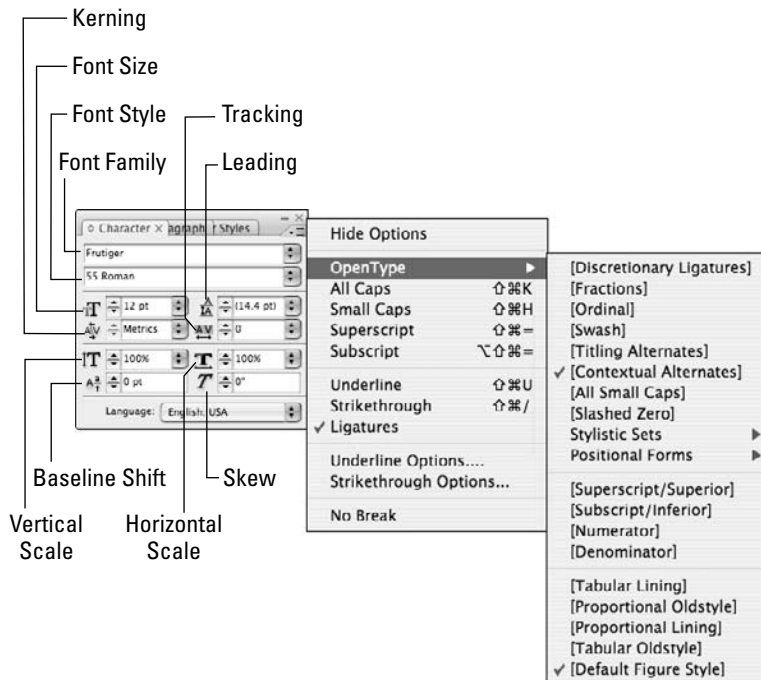 Kerning
Font Size
Font Style
Tracking
Font Family
Leading
Character × aragraph r Styles
Frutiger
55 Roman
12 pt
(14.4 pt)
Metrics
0
100%
100%
0 pt
0°
Language: English: USA
Baseline Shift
Skew
Vertical
Scale
Horizontal
Scale
Hide Options
OpenType
All Caps ⇧⌘K
Small Caps ⇧⌘H
Superscript ⇧⌘=
Subscript ⌥⇧⌘=
Underline ⇧⌘U
Strikethrough ⇧⌘/
✓ Ligatures
Underline Options....
Strikethrough Options...
No Break
[Discretionary Ligatures]
[Fractions]
[Ordinal]
[Swash]
[Titling Alternates]
✓ [Contextual Alternates]
[All Small Caps]
[Slashed Zero]
Stylistic Sets
Positional Forms
[Superscript/Superior]
[Subscript/Inferior]
[Numerator]
[Denominator]
[Tabular Lining]
[Proportional Oldstyle]
[Proportional Lining]
[Tabular Oldstyle]
✓ [Default Figure Style]